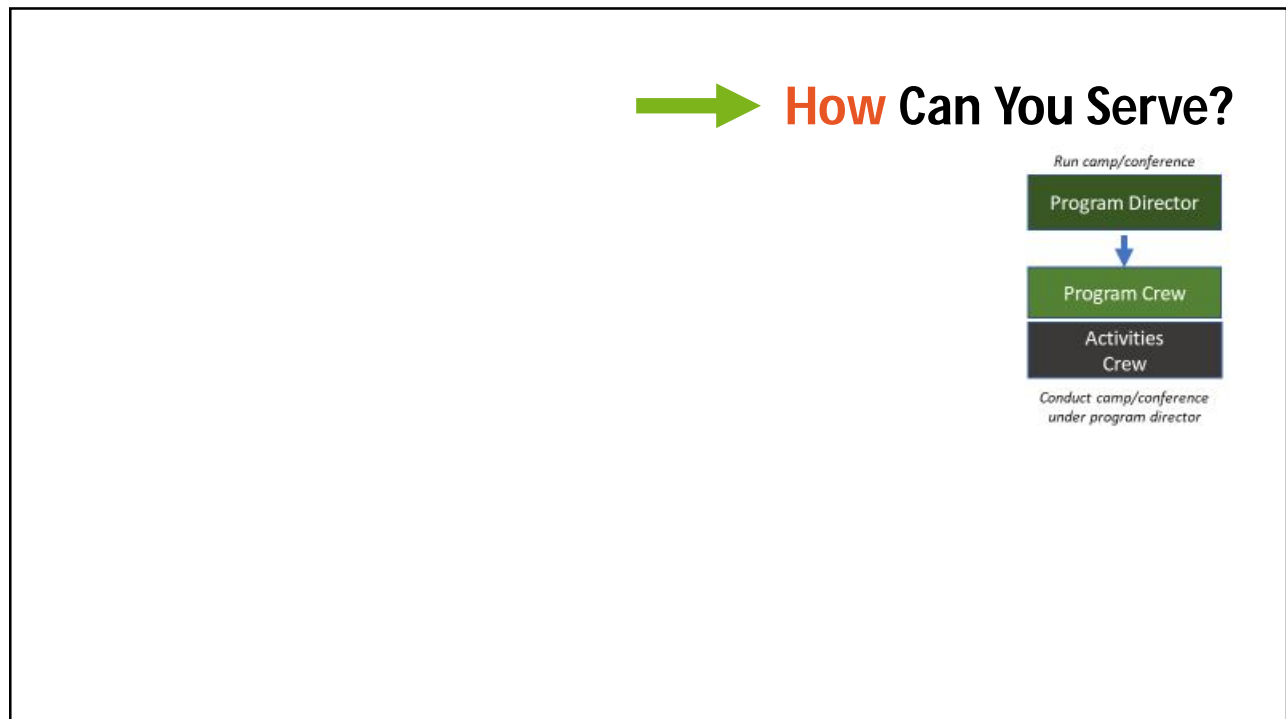 How Can You Serve?
Run camp/conference
Program Director
Program Crew
Activities
Crew
Conduct camp/conference
under program director